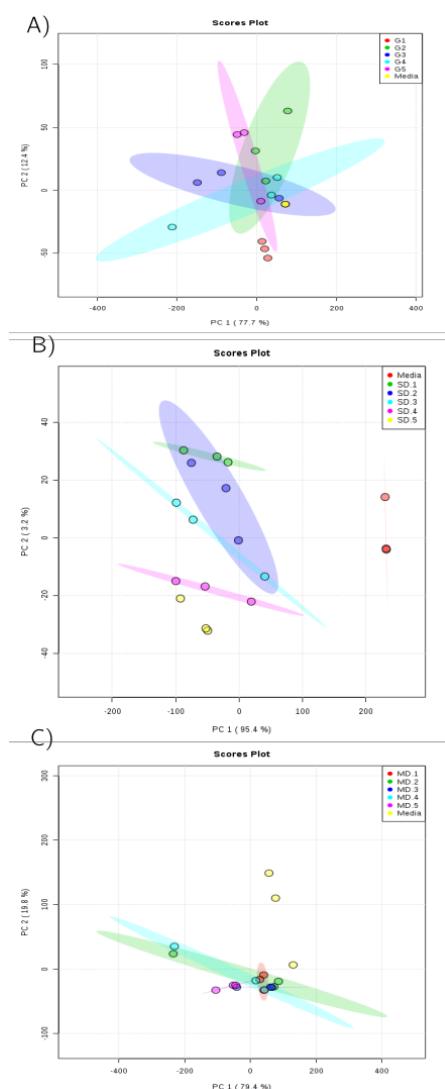 A)
Scores Plot
G1
G2
G3
G4
G5
Media
PC 2 ( 12.4 %)
100
50
0
-50
-400
-200
0
200
400
PC 1 ( 77.7 %)
B)
Scores Plot
Media
SD.1
SD.2
SD.3
SD.4
SD.5
PC 2 ( 3.2 %)
40
20
0
-20
-40
-200
-100
0
100
200
PC 1 ( 95.4 %)
C)
Scores Plot
MD.1
MD.2
MD.3
MD.4
MD.5
Media
PC 2 ( 19.8 %)
300
200
100
0
-100
-400
-200
0
200
400
PC 1 ( 79.4 %)